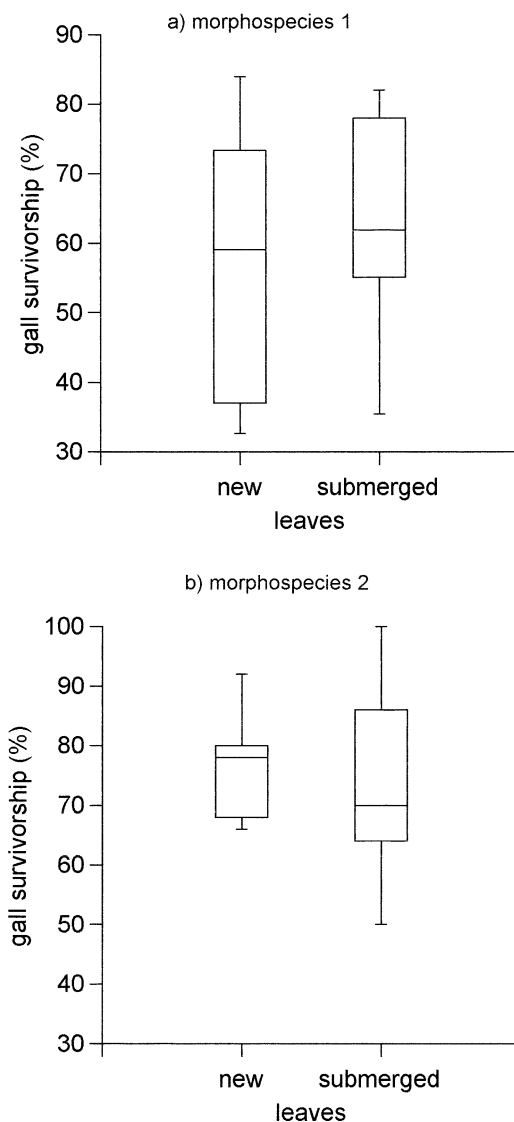 a) morphospecies 1
90
80
70
60
50
40
30
gall survivorship (%)
new submerged
leaves
b) morphospecies 2
100
90
80
70
60
50
40
30
gall survivorship (%)
new submerged
leaves